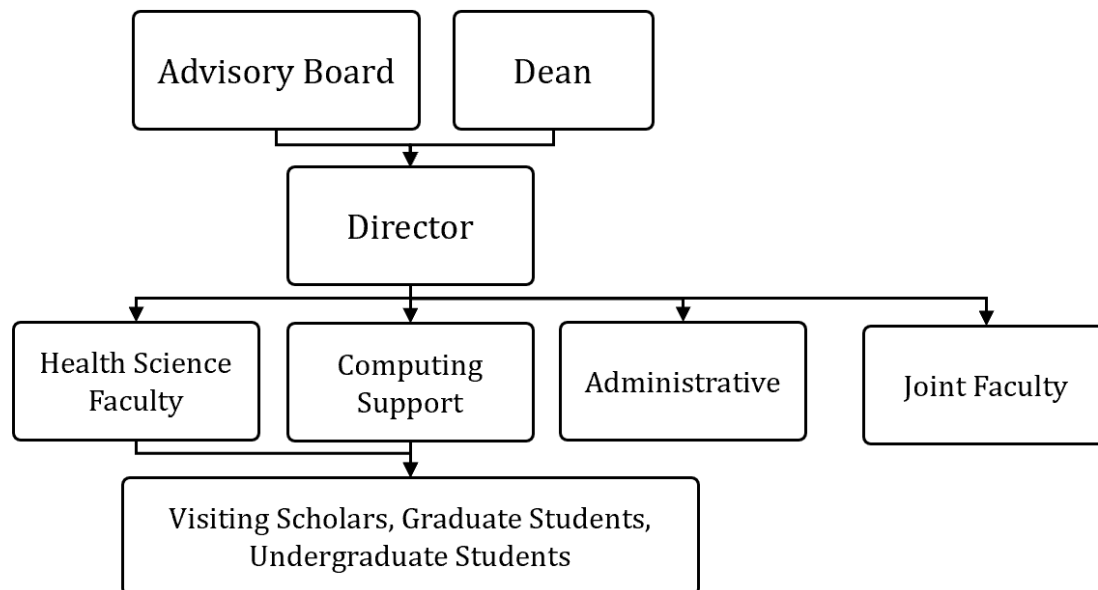 Advisory Board
Dean
Director
Health Science
Faculty
Computing
Support
Administrative
Joint Faculty
Visiting Scholars, Graduate Students,
Undergraduate Students